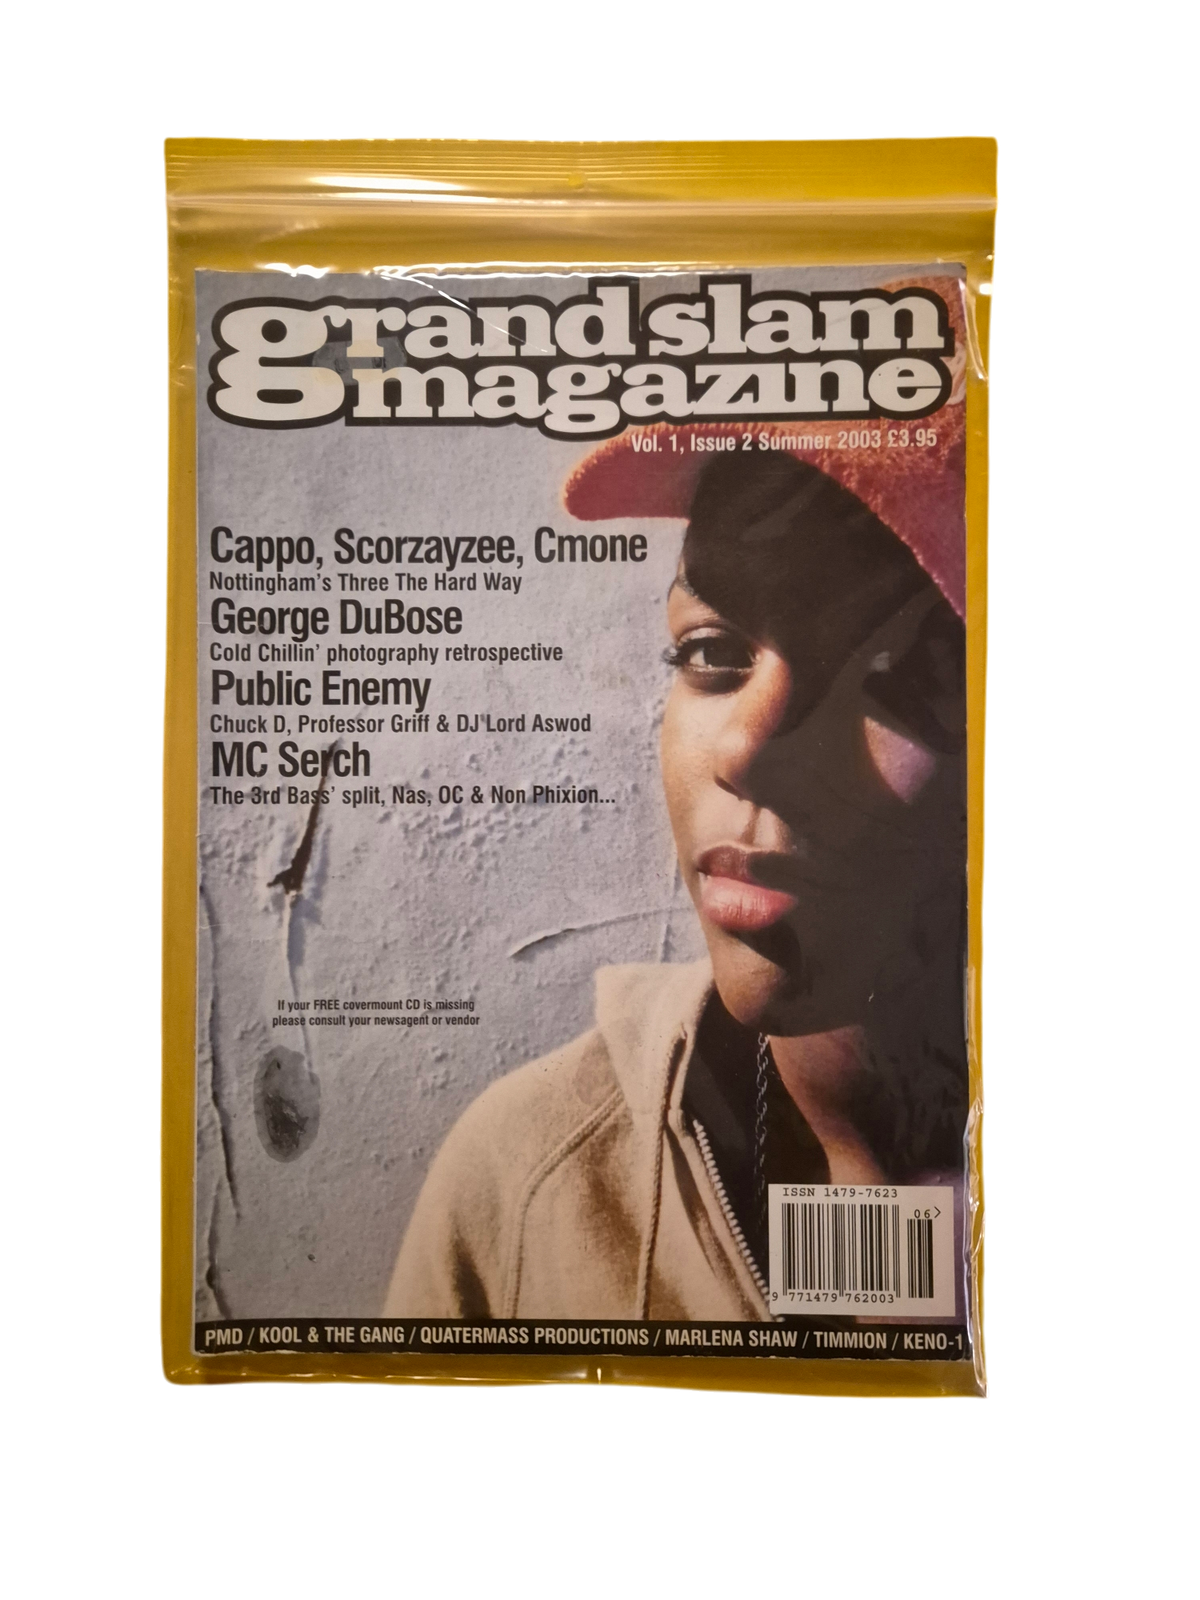 grand slam
magazine
Vol. 1, Issue 2 Summer 2003 £3.95
Cappo, Scorzayzee, Cmone
Nottingham's Three The Hard Way
George DuBose
Cold Chillin' photography retrospective
Public Enemy
Chuck D, Professor Griff & DJ Lord Aswod
MC Serch
The 3rd Bass' split, Nas, OC & Non Phixion...
If your FREE covermount CD is missing
please consult your newsagent or vendor
ISSN 1479-7623
06>
9 771479 762003
PMD / KOOL & THE GANG / QUATERMASS PRODUCTIONS / MARLENA SHAW / TIMMION / KENO-1